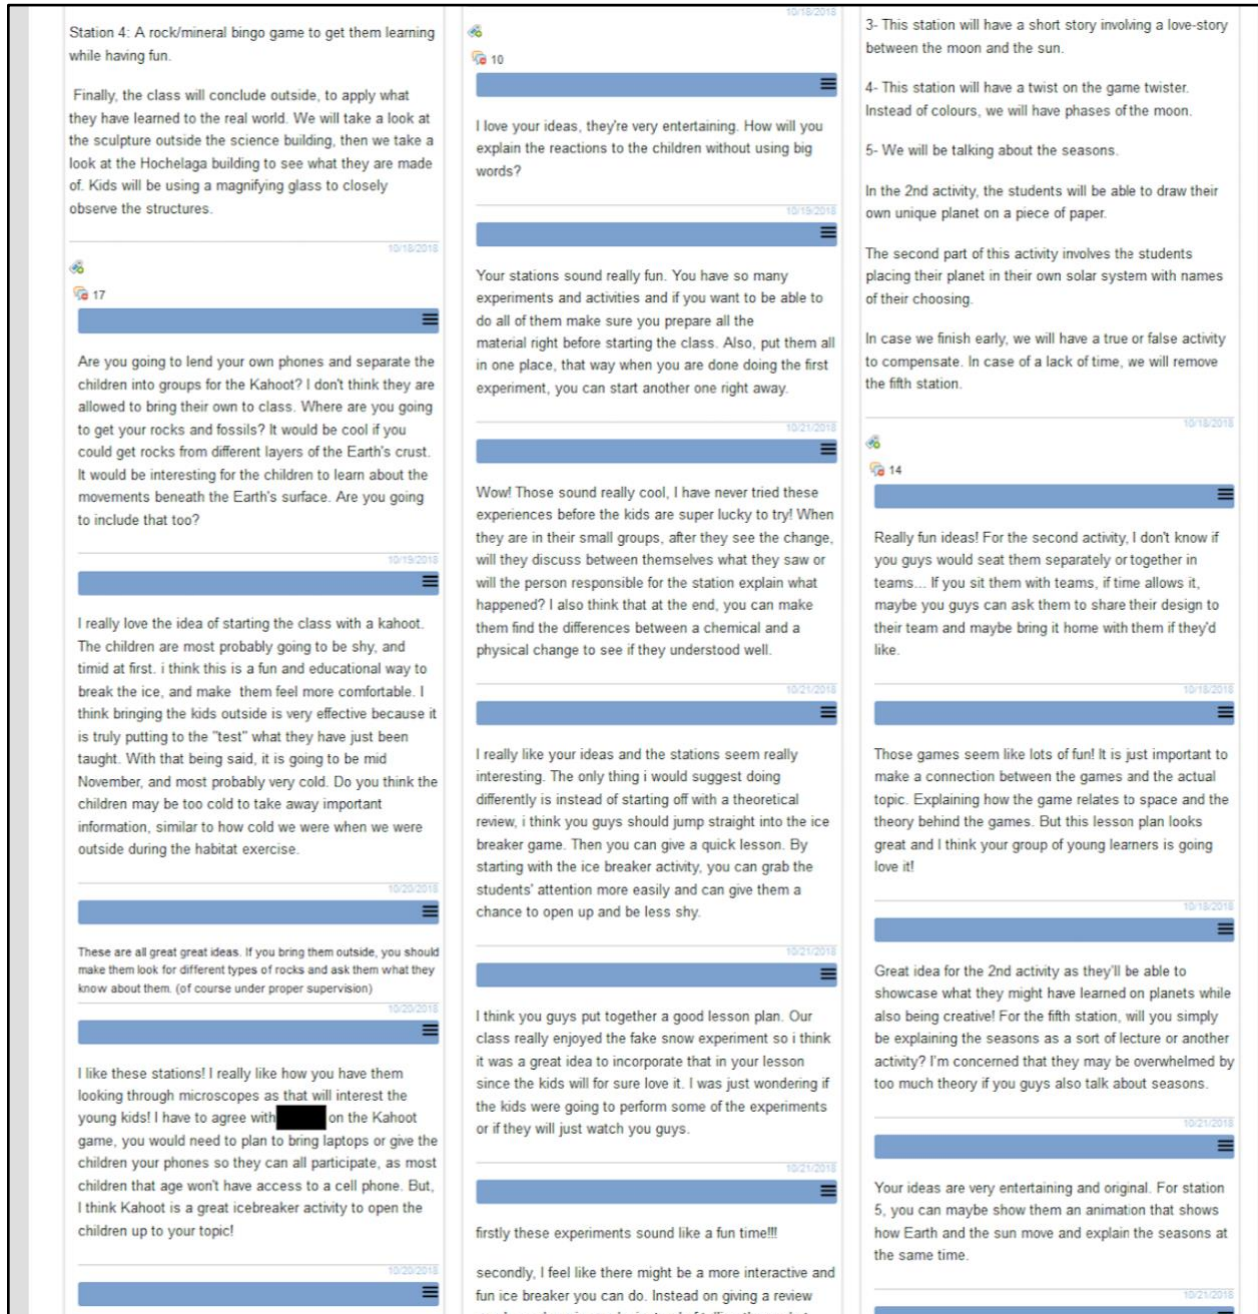 Station 4: A rock/mineral bingo game to get them learning
while having fun.
Finally, the class will conclude outside, to apply what
they have learned to the real world. We will take a look at
the sculpture outside the science building, then we take a
look at the Hochelaga building to see what they are made
of. Kids will be using a magnifying glass to closely
observe the structures.
10/18/2018
17
Are you going to lend your own phones and separate the
children into groups for the Kahoot? I don't think they are
allowed to bring their own to class. Where are you going
to get your rocks and fossils? It would be cool if you
could get rocks from different layers of the Earth's crust.
It would be interesting for the children to learn about the
movements beneath the Earth's surface. Are you going
to include that too?
10/19/2018
I really love the idea of starting the class with a kahoot.
The children are most probably going to be shy, and
timid at first. i think this is a fun and educational way to
break the ice, and make them feel more comfortable. I
think bringing the kids outside is very effective because it
is truly putting to the "test" what they have just been
taught. With that being said, it is going to be mid
November, and most probably very cold. Do you think the
children may be too cold to take away important
information, similar to how cold we were when we were
outside during the habitat exercise.
10/20/2018
These are all great great ideas. If you bring them outside, you should
make them look for different types of rocks and ask them what they
know about them. (of course under proper supervision)
10/20/2018
I like these stations! I really like how you have them
looking through microscopes as that will interest the
young kids! I have to agree with on the Kahoot
game, you would need to plan to bring laptops or give the
children your phones so they can all participate, as most
children that age won't have access to a cell phone. But,
I think Kahoot is a great icebreaker activity to open the
children up to your topic!
10/20/2018
10/18/2018
10
I love your ideas, they're very entertaining. How will you
explain the reactions to the children without using big
words?
10/19/2018
Your stations sound really fun. You have so many
experiments and activities and if you want to be able to
do all of them make sure you prepare all the
material right before starting the class. Also, put them all
in one place, that way when you are done doing the first
experiment, you can start another one right away.
10/21/2018
Wow! Those sound really cool, I have never tried these
experiences before the kids are super lucky to try! When
they are in their small groups, after they see the change,
will they discuss between themselves what they saw or
will the person responsible for the station explain what
happened? I also think that at the end, you can make
them find the differences between a chemical and a
physical change to see if they understood well.
10/21/2018
I really like your ideas and the stations seem really
interesting. The only thing i would suggest doing
differently is instead of starting off with a theoretical
review, i think you guys should jump straight into the ice
breaker game. Then you can give a quick lesson. By
starting with the ice breaker activity, you can grab the
students' attention more easily and can give them a
chance to open up and be less shy.
10/21/2018
I think you guys put together a good lesson plan. Our
class really enjoyed the fake snow experiment so i think
it was a great idea to incorporate that in your lesson
since the kids will for sure love it. I was just wondering if
the kids were going to perform some of the experiments
or if they will just watch you guys.
10/21/2018
firstly these experiments sound like a fun time!!!
secondly, I feel like there might be a more interactive and
fun ice breaker you can do. Instead on giving a review
3- This station will have a short story involving a love-story
between the moon and the sun.
4- This station will have a twist on the game twister.
Instead of colours, we will have phases of the moon.
5- We will be talking about the seasons.
In the 2nd activity, the students will be able to draw their
own unique planet on a piece of paper.
The second part of this activity involves the students
placing their planet in their own solar system with names
of their choosing.
In case we finish early, we will have a true or false activity
to compensate. In case of a lack of time, we will remove
the fifth station.
10/18/2018
14
Really fun ideas! For the second activity, I don't know if
you guys would seat them separately or together in
teams... If you sit them with teams, if time allows it,
maybe you guys can ask them to share their design to
their team and maybe bring it home with them if they'd
like.
10/18/2018
Those games seem like lots of fun! It is just important to
make a connection between the games and the actual
topic. Explaining how the game relates to space and the
theory behind the games. But this lesson plan looks
great and I think your group of young learners is going
love it!
10/18/2018
Great idea for the 2nd activity as they'll be able to
showcase what they might have learned on planets while
also being creative! For the fifth station, will you simply
be explaining the seasons as a sort of lecture or another
activity? I'm concerned that they may be overwhelmed by
too much theory if you guys also talk about seasons.
10/21/2018
Your ideas are very entertaining and original. For station
5, you can maybe show them an animation that shows
how Earth and the sun move and explain the seasons at
the same time.
10/21/2018